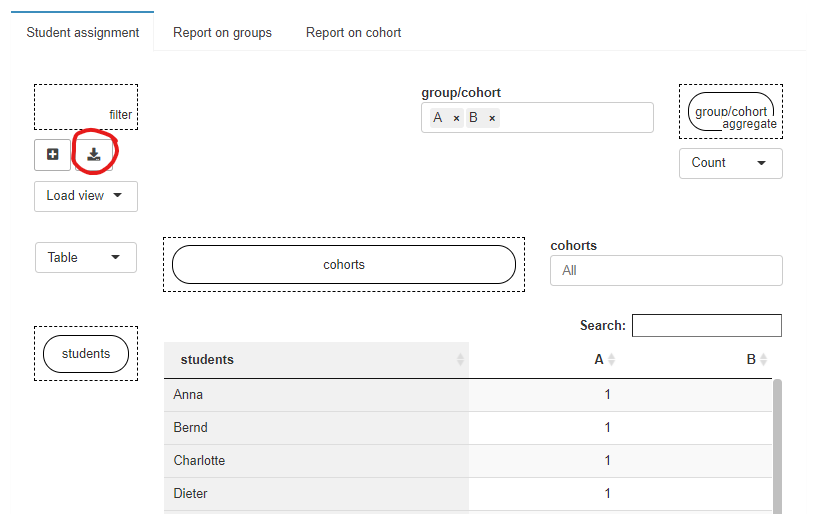 Student assignment Report on groups Report on cohort
group/cohort
filter
A × B ×
group/cohort
aggregate
Count
Load view
Table
cohorts
cohorts
All
Search:
students
students A B
Anna 1
Bernd 1
Charlotte 1
Dieter 1